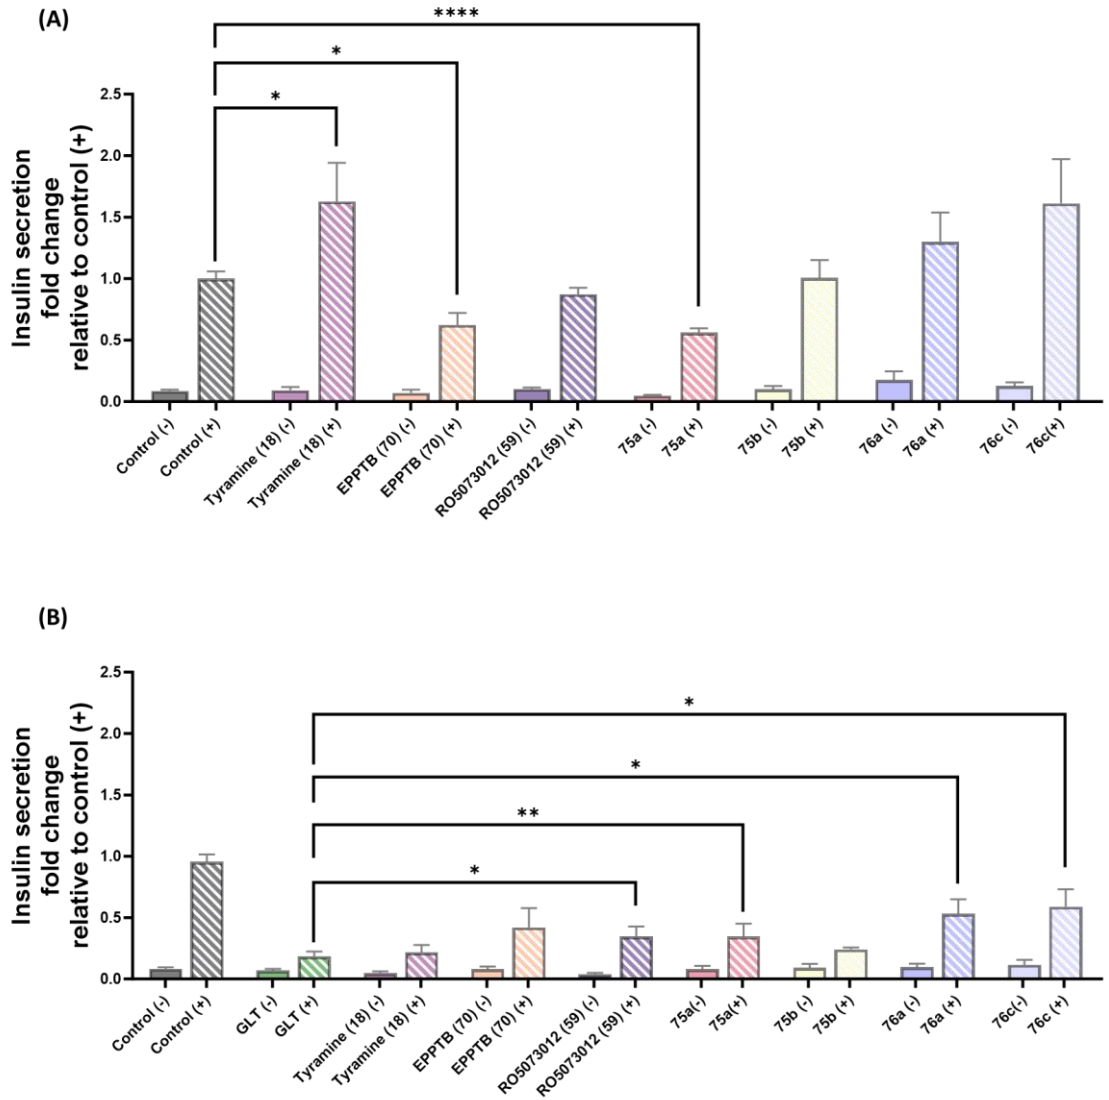 (A)
****
*
*
Insulin secretion
fold change
relative to control (+)
2.5
2.0
1.5
1.0
0.5
0.0
Control (-)
Control (+)
Tyramine (18) (-)
Tyramine (18) (+)
EPPTB (70) (-)
EPPTB (70) (+)
RO5073012 (59) (-)
RO5073012 (59) (+)
75a (-)
75a (+)
75b (-)
75b (+)
76a (-)
76a (+)
76c (-)
76c(+)
(B)
*
*
**
*
Insulin secretion
fold change
relative to control (+)
2.5
2.0
1.5
1.0
0.5
0.0
Control (-)
Control (+)
GLT (-)
GLT (+)
Tyramine (18) (-)
Tyramine (18) (+)
EPPTB (70) (-)
EPPTB (70) (+)
RO5073012 (59) (-)
RO5073012 (59) (+)
75a(-)
75a(+)
75b (-)
75b (+)
76a (-)
76a (+)
76c(-)
76c (+)